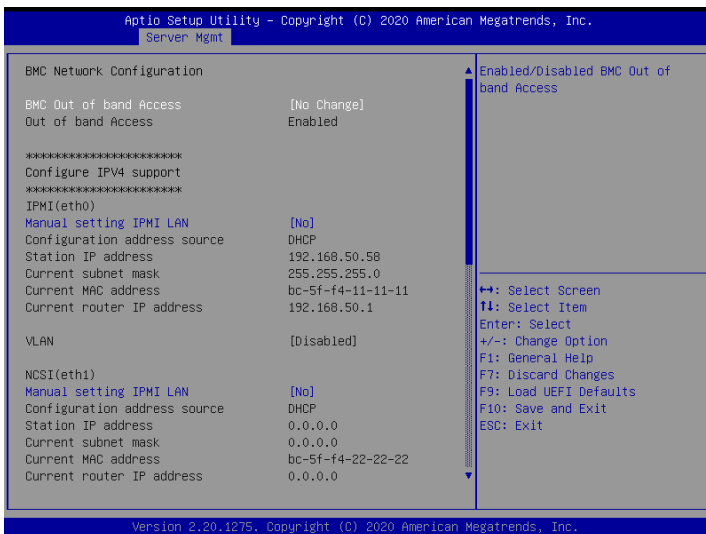 Aptio Setup Utility – Copyright (C) 2020 American Megatrends, Inc.
Server Mgmt
BMC Network Configuration
BMC Out of band Access [No Change]
Out of band Access Enabled
***********************
Configure IPV4 support
***********************
IPMI(eth0)
Manual setting IPMI LAN [No]
Configuration address source DHCP
Station IP address 192.168.50.58
Current subnet mask 255.255.255.0
Current MAC address bc-5f-f4-11-11-11
Current router IP address 192.168.50.1
VLAN [Disabled]
NCSI(eth1)
Manual setting IPMI LAN [No]
Configuration address source DHCP
Station IP address 0.0.0.0
Current subnet mask 0.0.0.0
Current MAC address bc-5f-f4-22-22-22
Current router IP address 0.0.0.0
Enabled/Disabled BMC Out of
band Access
↔: Select Screen
↑↓: Select Item
Enter: Select
+/-: Change Option
F1: General Help
F7: Discard Changes
F9: Load UEFI Defaults
F10: Save and Exit
ESC: Exit
Version 2.20.1275. Copyright (C) 2020 American Megatrends, Inc.